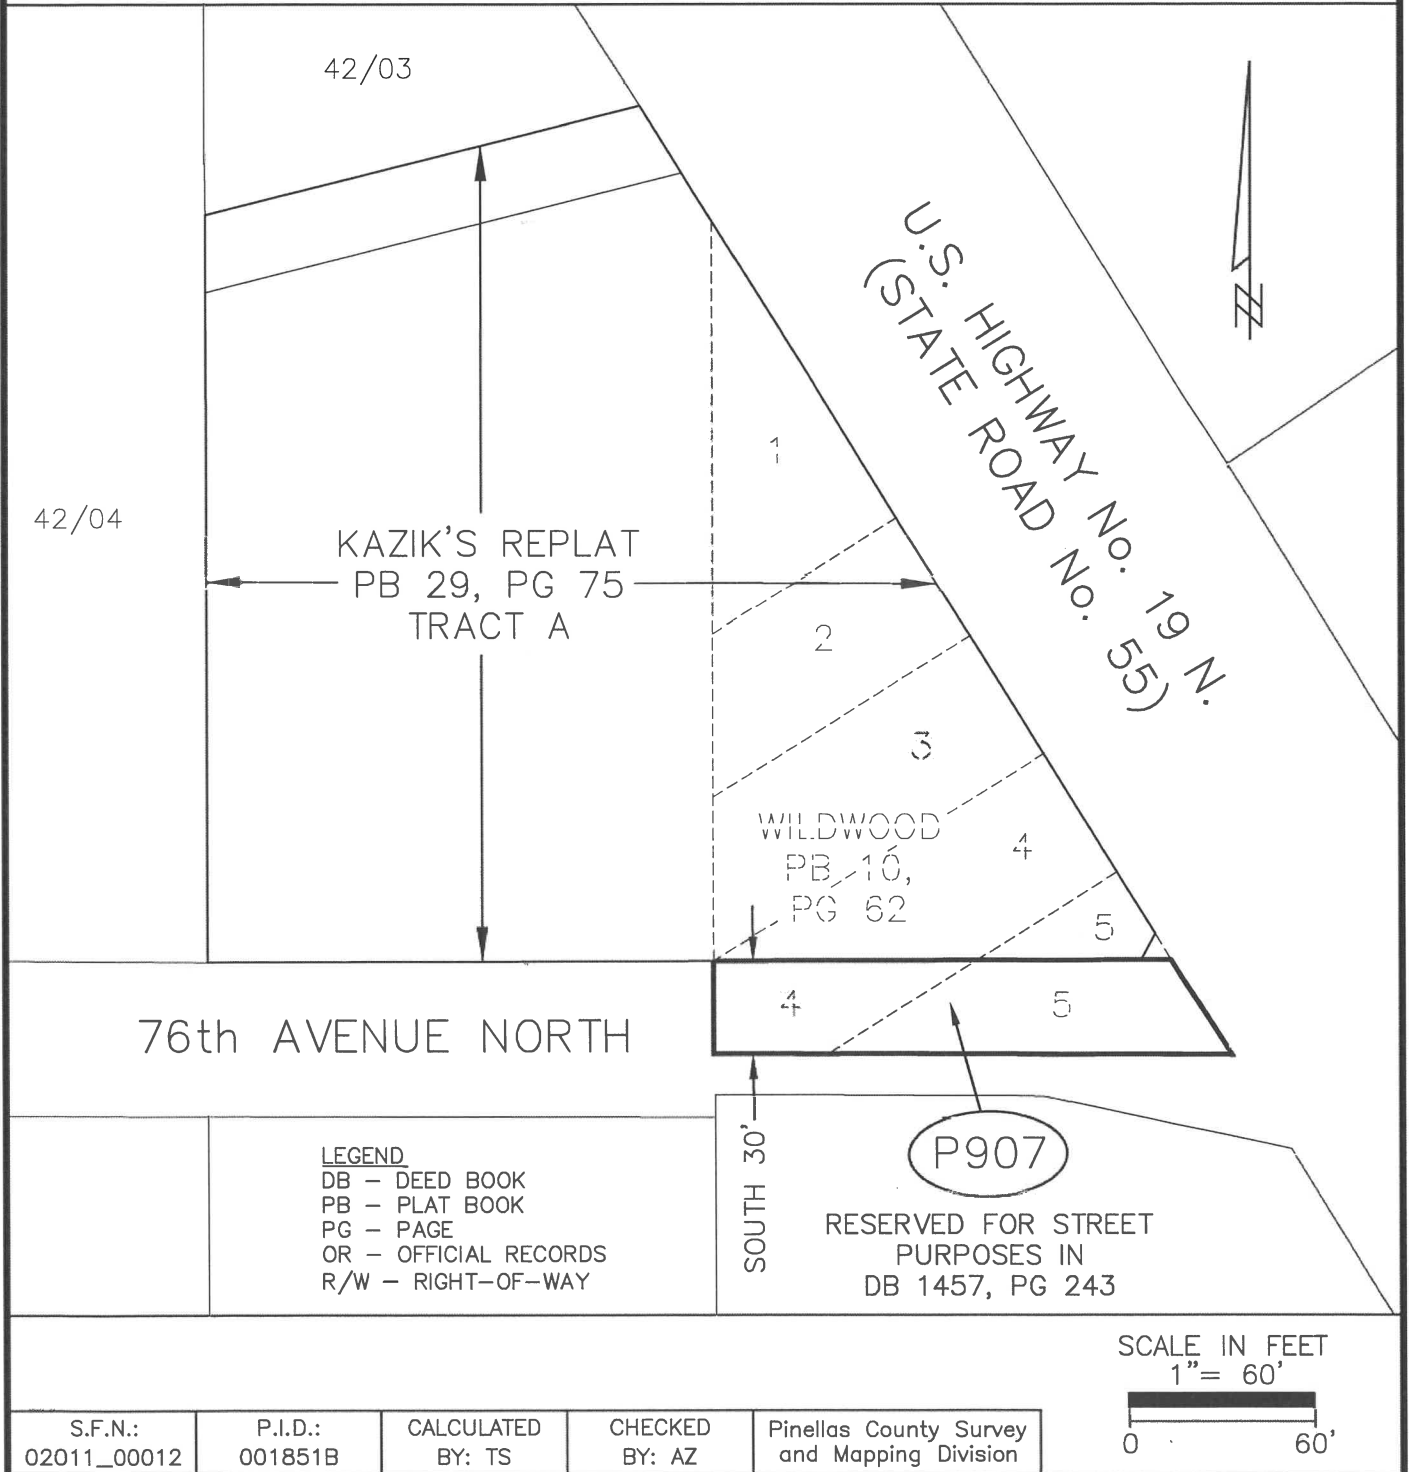 42/03
U.S. HIGHWAY No. 19 N.
(STATE ROAD No. 55)
N
1
42/04
KAZIK'S REPLAT
PB 29, PG 75
TRACT A
2
3
WILDWOOD
PB 10,
PG 62
4
5
4
5
76th AVENUE NORTH
SOUTH 30'
P907
RESERVED FOR STREET
PURPOSES IN
DB 1457, PG 243
LEGEND
DB - DEED BOOK
PB - PLAT BOOK
PG - PAGE
OR - OFFICIAL RECORDS
R/W - RIGHT-OF-WAY
SCALE IN FEET
1"= 60'
0 60'
S.F.N.:
02011_00012
P.I.D.:
001851B
CALCULATED
BY: TS
CHECKED
BY: AZ
Pinellas County Survey
and Mapping Division